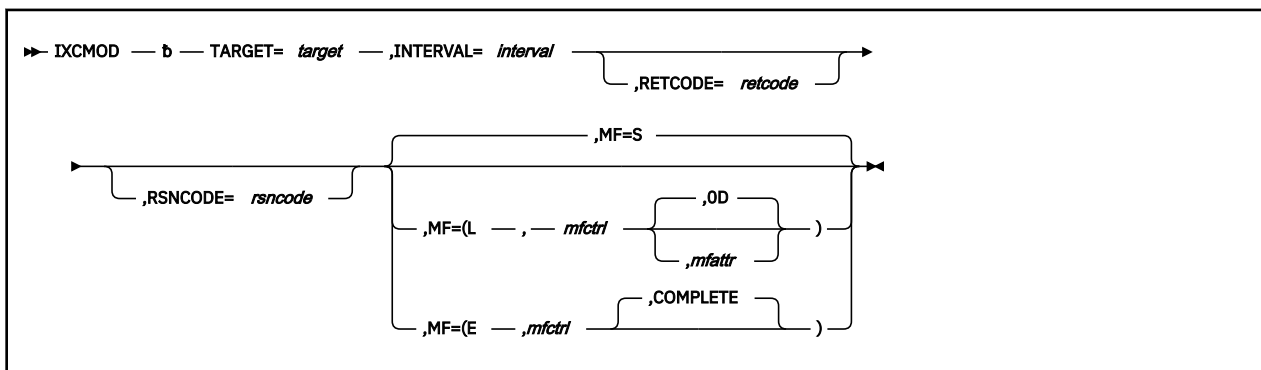 IXCMOD ƀ TARGET= target ,INTERVAL= interval
,RETCODE= retcode
,MF=S
,RSNCODE= rsncode
,0D
,MF=(L , mfctrl )
,mfattr
,COMPLETE
,MF=(E ,mfctrl )